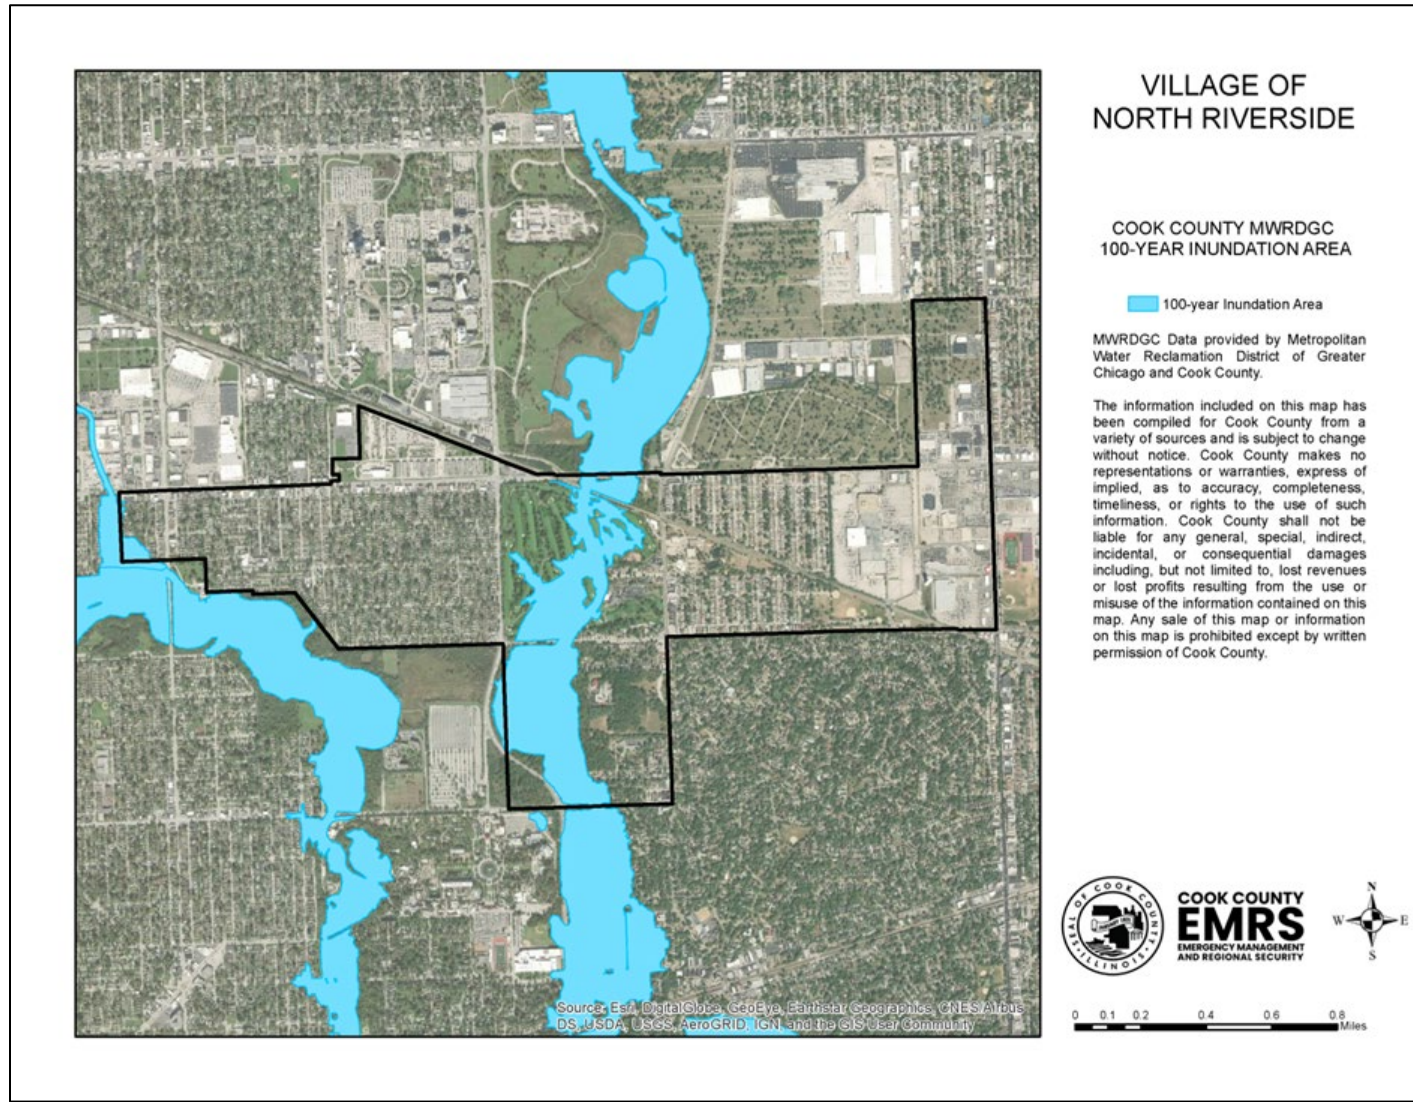 VILLAGE OF
NORTH RIVERSIDE
COOK COUNTY MWRDGC
100-YEAR INUNDATION AREA
100-year Inundation Area
MWRDGC Data provided by Metropolitan
Water Reclamation District of Greater
Chicago and Cook County.
The information included on this map has
been compiled for Cook County from a
variety of sources and is subject to change
without notice. Cook County makes no
representations or warranties, express of
implied, as to accuracy, completeness,
timeliness, or rights to the use of such
information. Cook County shall not be
liable for any general, special, indirect,
incidental, or consequential damages
including, but not limited to, lost revenues
or lost profits resulting from the use or
misuse of the information contained on this
map. Any sale of this map or information
on this map is prohibited except by written
permission of Cook County.
SEAL OF COOK COUNTY
ILLINOIS
COOK COUNTY
EMRS
EMERGENCY MANAGEMENT
AND REGIONAL SECURITY
N
W E
S
0 0.1 0.2 0.4 0.6 0.8
Miles
Source: Esri, DigitalGlobe, GeoEye, Earthstar Geographics, CNES/Airbus
DS, USDA, USGS, AeroGRID, IGN, and the GIS User Community